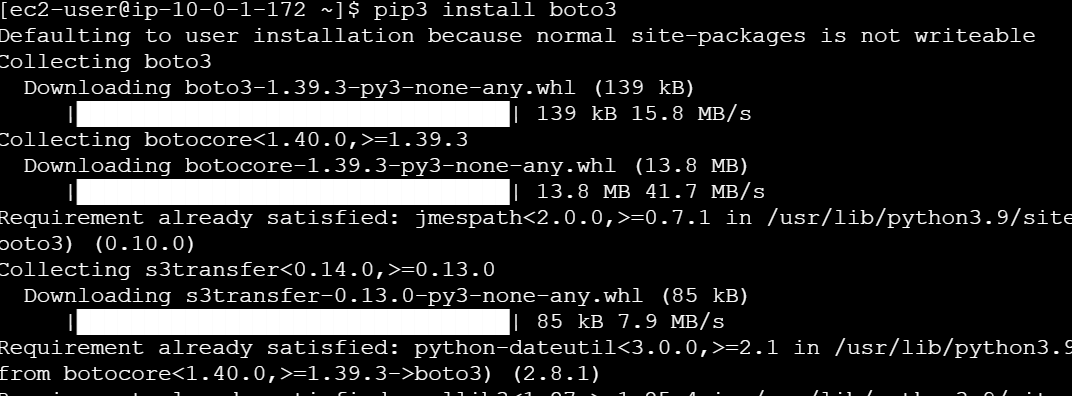 [ec2-user@ip-10-0-1-172 ~]$ pip3 install boto3
Defaulting to user installation because normal site-packages is not writeable
Collecting boto3
Downloading boto3-1.39.3-py3-none-any.whl (139 kB)
| 139 kB 15.8 MB/s
Collecting botocore<1.40.0,>=1.39.3
Downloading botocore-1.39.3-py3-none-any.whl (13.8 MB)
| 13.8 MB 41.7 MB/s
Requirement already satisfied: jmespath<2.0.0,>=0.7.1 in /usr/lib/python3.9/site
boto3) (0.10.0)
Collecting s3transfer<0.14.0,>=0.13.0
Downloading s3transfer-0.13.0-py3-none-any.whl (85 kB)
| 85 kB 7.9 MB/s
Requirement already satisfied: python-dateutil<3.0.0,>=2.1 in /usr/lib/python3.9
from botocore<1.40.0,>=1.39.3->boto3) (2.8.1)